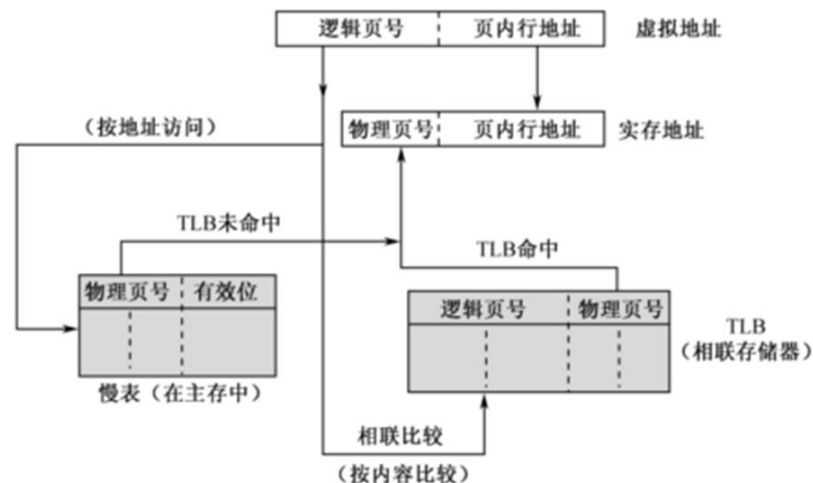 逻辑页号 页内行地址 虚拟地址
(按地址访问)
物理页号 页内行地址 实存地址
TLB未命中
TLB命中
物理页号 有效位
逻辑页号 物理页号
TLB
(相联存储器)
慢表(在主存中)
相联比较
(按内容比较)